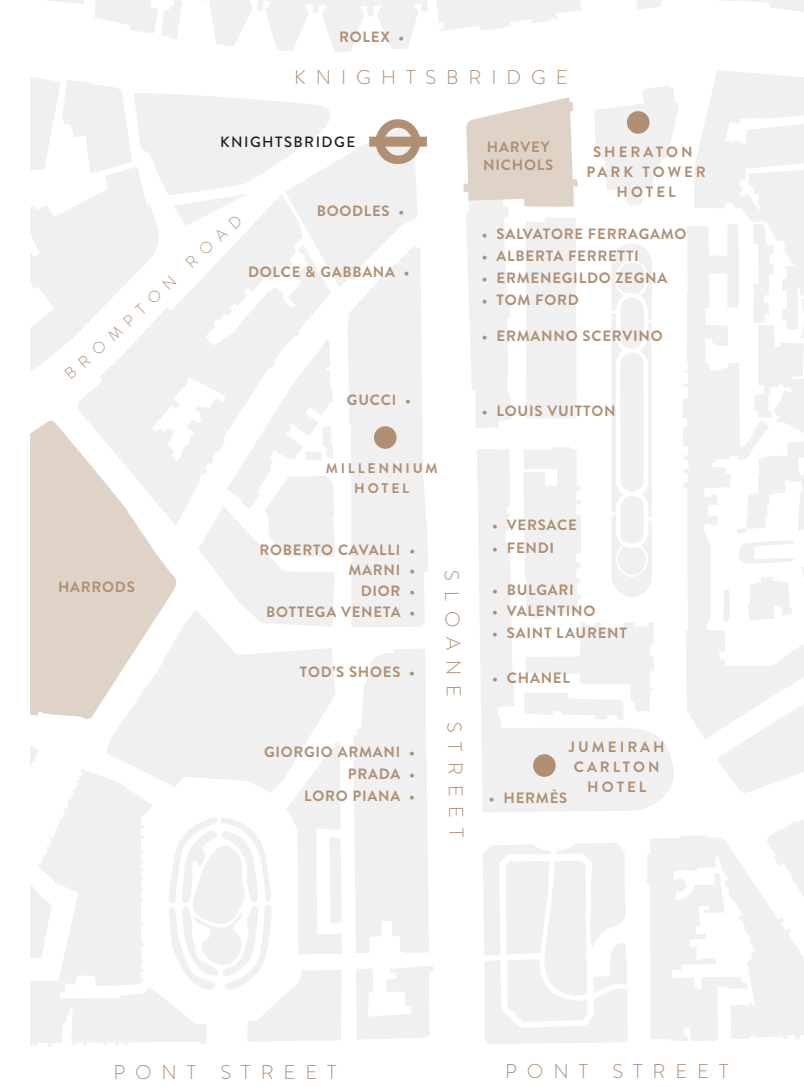 ROLEX •
KNIGHTSBRIDGE
KNIGHTSBRIDGE
HARVEY
NICHOLS
SHERATON
PARK TOWER
HOTEL
BOODLES •
BROMPTON ROAD
• SALVATORE FERRAGAMO
• ALBERTA FERRETTI
DOLCE & GABBANA •
• ERMENEGILDO ZEGNA
• TOM FORD
• ERMANNO SCERVINO
GUCCI •
• LOUIS VUITTON
MILLENNIUM
HOTEL
• VERSACE
ROBERTO CAVALLI •
• FENDI
MARNI •
HARRODS
DIOR •
• BULGARI
BOTTEGA VENETA •
• VALENTINO
• SAINT LAURENT
SLOANE STREET
TOD'S SHOES •
• CHANEL
GIORGIO ARMANI •
JUMEIRAH
CARLTON
HOTEL
PRADA •
LORO PIANA •
• HERMÈS
PONT STREET
PONT STREET